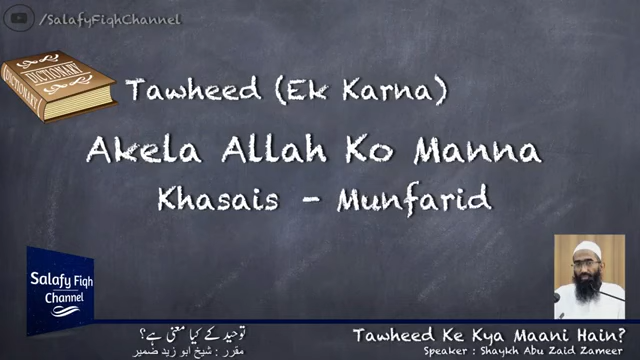 /SalafyFiqhChannel
DICTIONARY
Tawheed (Ek Karna)
Akela Allah Ko Manna
Khasais - Munfarid
Salafy Fiqh
Channel
توحید کے کیا معنی ہے؟
مقرر : شیخ ابو زید ضمیر
Tawheed Ke Kya Maani Hain?
Speaker : Shaykh Abu Zaid Zameer